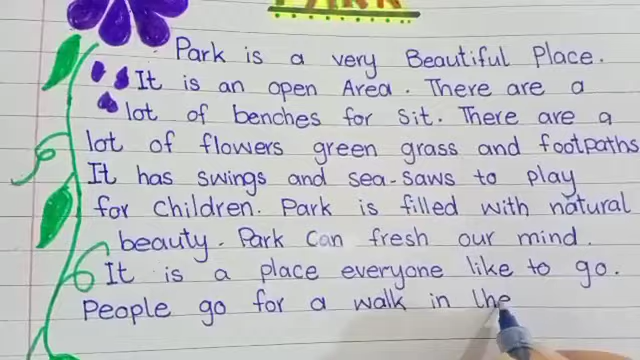 PARK
Park is a very Beautiful Place.
It is an open Area. There are a
lot of benches for sit. There are a
lot of flowers green grass and footpaths
It has swings and sea-saws to play
for Children. Park is filled with natural
beauty. Park Can fresh our mind.
It is a place everyone like to go.
People go for a walk in the